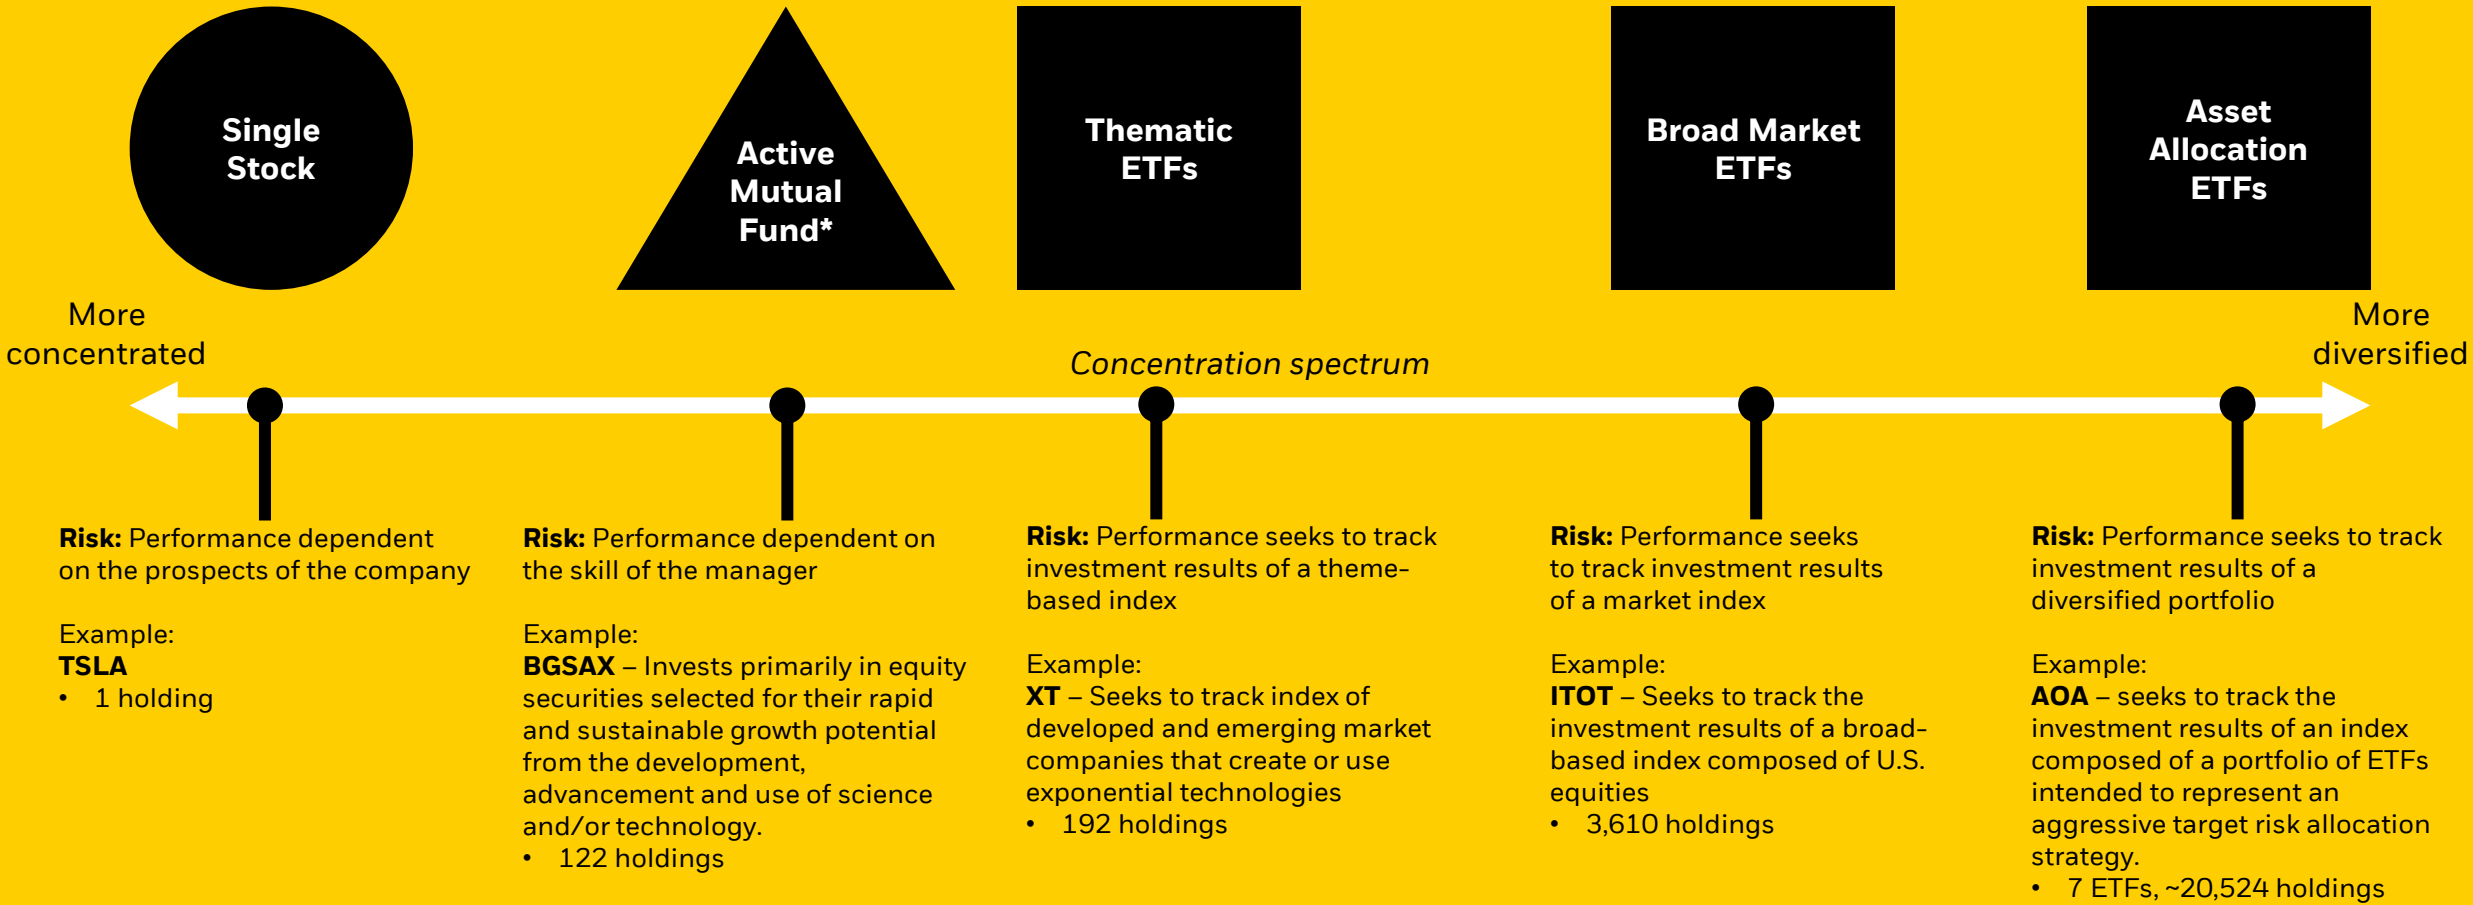 Single
Stock
Active
Mutual
Fund*
Thematic
ETFs
Broad Market
ETFs
Asset
Allocation
ETFs
More
concentrated
Concentration spectrum
More
diversified
Risk: Performance dependent
on the prospects of the company
Example:
TSLA
• 1 holding
Risk: Performance dependent on
the skill of the manager
Example:
BGSAX – Invests primarily in equity
securities selected for their rapid
and sustainable growth potential
from the development,
advancement and use of science
and/or technology.
• 122 holdings
Risk: Performance seeks to track
investment results of a theme-
based index
Example:
XT – Seeks to track index of
developed and emerging market
companies that create or use
exponential technologies
• 192 holdings
Risk: Performance seeks
to track investment results
of a market index
Example:
ITOT – Seeks to track the
investment results of a broad-
based index composed of U.S.
equities
• 3,610 holdings
Risk: Performance seeks to track
investment results of a
diversified portfolio
Example:
AOA – seeks to track the
investment results of an index
composed of a portfolio of ETFs
intended to represent an
aggressive target risk allocation
strategy.
• 7 ETFs, ~20,524 holdings